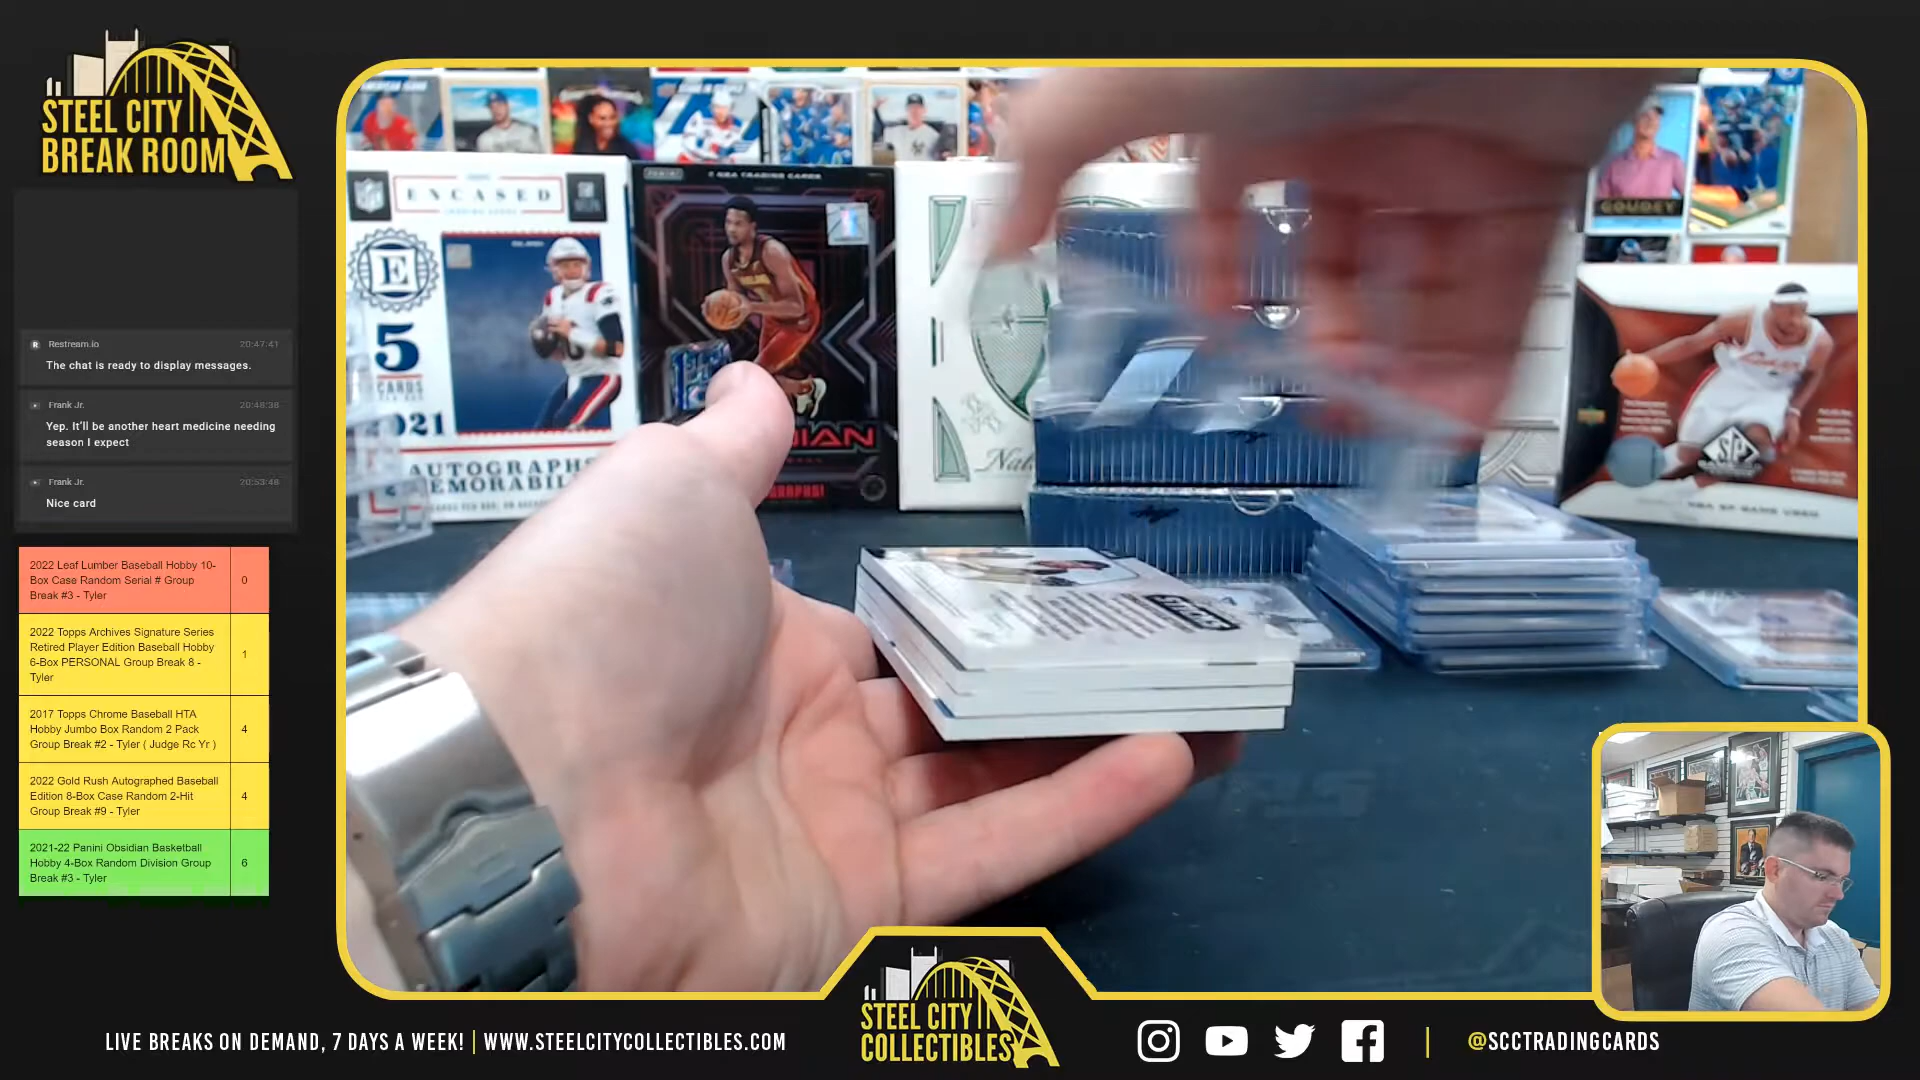 STEEL CITY
BREAK ROOM
Restream.io 20:47:41
The chat is ready to display messages.
Frank Jr. 20:48:38
Yep. It'll be another heart medicine needing
season I expect
Frank Jr. 20:53:48
Nice card
2022 Leaf Lumber Baseball Hobby 10-
Box Case Random Serial # Group
Break #3 - Tyler
0
2022 Topps Archives Signature Series
Retired Player Edition Baseball Hobby
6-Box PERSONAL Group Break 8 -
Tyler
1
2017 Topps Chrome Baseball HTA
Hobby Jumbo Box Random 2 Pack
Group Break #2 - Tyler ( Judge Rc Yr )
4
2022 Gold Rush Autographed Baseball
Edition 8-Box Case Random 2-Hit
Group Break #9 - Tyler
4
2021-22 Panini Obsidian Basketball
Hobby 4-Box Random Division Group
Break #3 - Tyler
6
ENCASED
E
5
CARDS
NBA TRADING CARDS
GOUDEY
SP
LIVE BREAKS ON DEMAND, 7 DAYS A WEEK! | WWW.STEELCITYCOLLECTIBLES.COM
STEEL CITY
COLLECTIBLES
| @SCCTRADINGCARDS